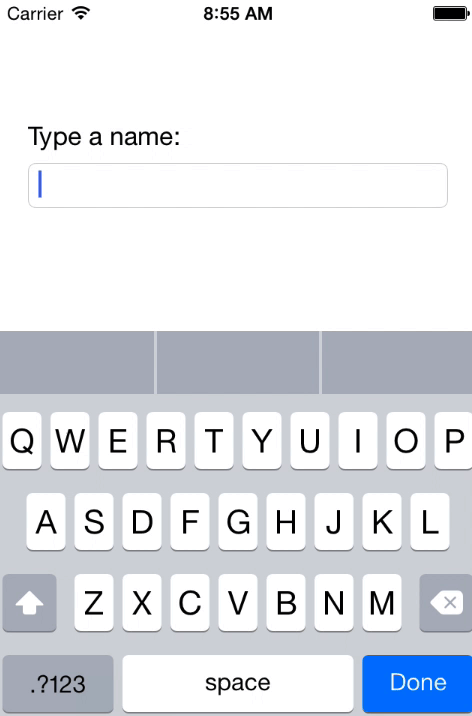 Carrier 8:55 AM
Type a name:
Q W E R T Y U I O P
A S D F G H J K L
Z X C V B N M
.?123 space Done